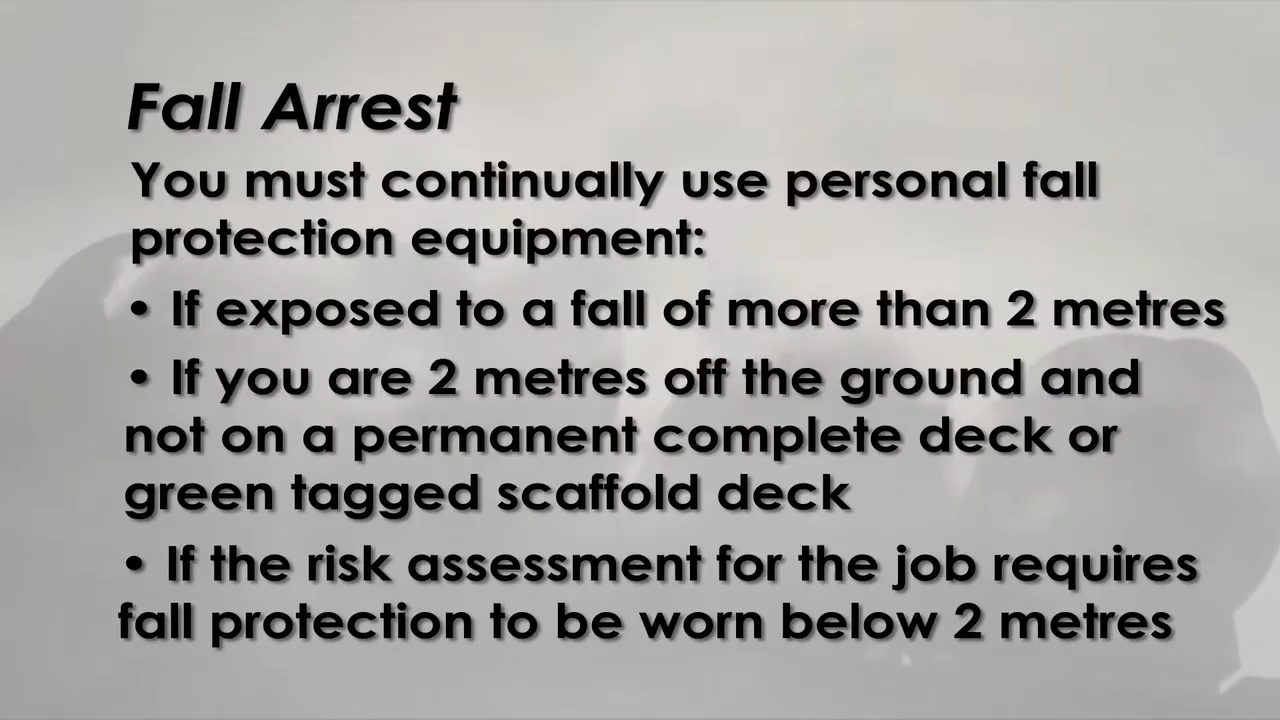 Fall Arrest
You must continually use personal fall
protection equipment:
• If exposed to a fall of more than 2 metres
• If you are 2 metres off the ground and
not on a permanent complete deck or
green tagged scaffold deck
• If the risk assessment for the job requires
fall protection to be worn below 2 metres